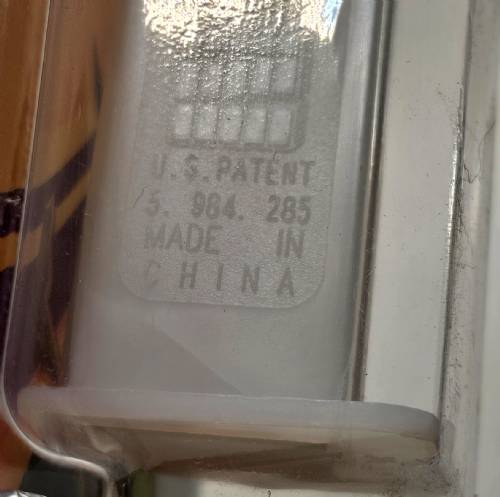 U.S.PATENT
5. 984. 285
MADE IN
CHINA